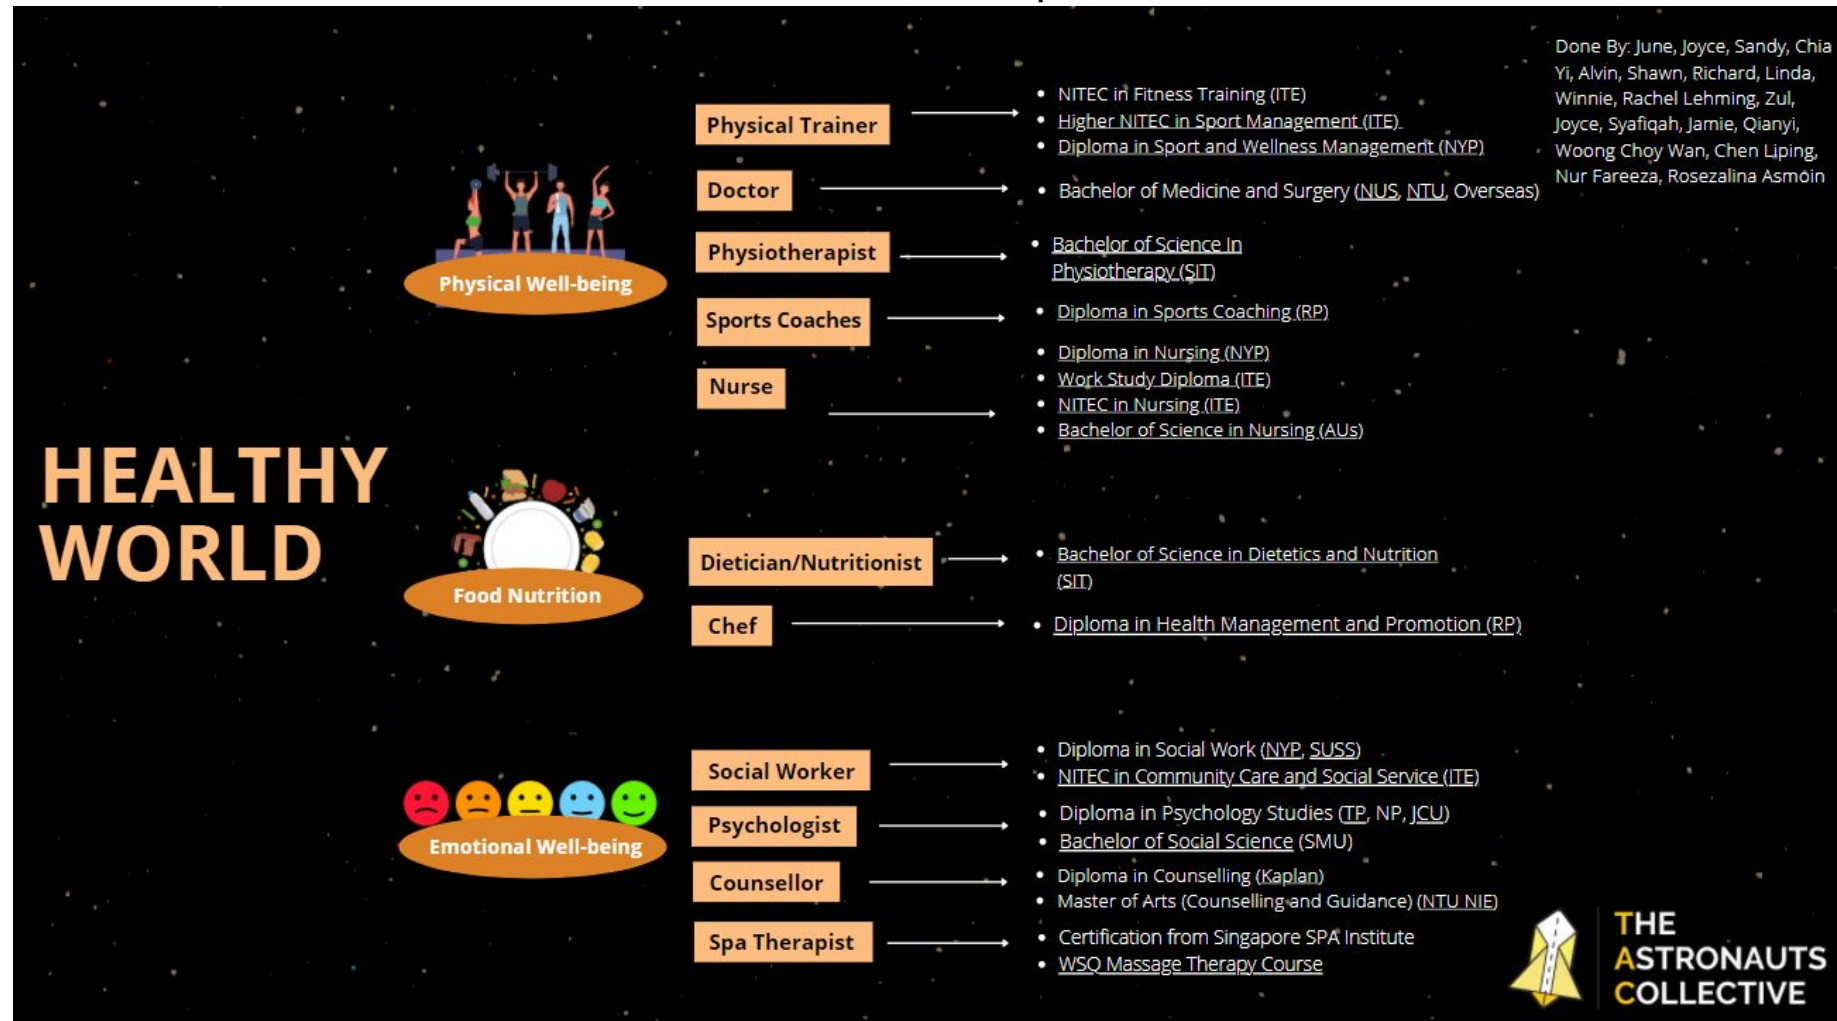 Done By: June, Joyce, Sandy, Chia
Yi, Alvin, Shawn, Richard, Linda,
Winnie, Rachel Lehming, Zul,
Joyce, Syafiqah, Jamie, Qianyi,
Woong Choy Wan, Chen Liping,
Nur Fareeza, Rosezalina Asmoin
HEALTHY
WORLD
Physical Well-being
Physical Trainer
• NITEC in Fitness Training (ITE)
• Higher NITEC in Sport Management (ITE)
• Diploma in Sport and Wellness Management (NYP)
Doctor
• Bachelor of Medicine and Surgery (NUS, NTU, Overseas)
Physiotherapist
• Bachelor of Science In
Physiotherapy (SIT)
Sports Coaches
• Diploma in Sports Coaching (RP)
Nurse
• Diploma in Nursing (NYP)
• Work Study Diploma (ITE)
• NITEC in Nursing (ITE)
• Bachelor of Science in Nursing (AUs)
Food Nutrition
Dietician/Nutritionist
• Bachelor of Science in Dietetics and Nutrition
(SIT)
Chef
• Diploma in Health Management and Promotion (RP)
Emotional Well-being
Social Worker
• Diploma in Social Work (NYP, SUSS)
• NITEC in Community Care and Social Service (ITE)
Psychologist
• Diploma in Psychology Studies (TP, NP, JCU)
• Bachelor of Social Science (SMU)
Counsellor
• Diploma in Counselling (Kaplan)
• Master of Arts (Counselling and Guidance) (NTU NIE)
Spa Therapist
• Certification from Singapore SPA Institute
• WSQ Massage Therapy Course
THE
ASTRONAUTS
COLLECTIVE